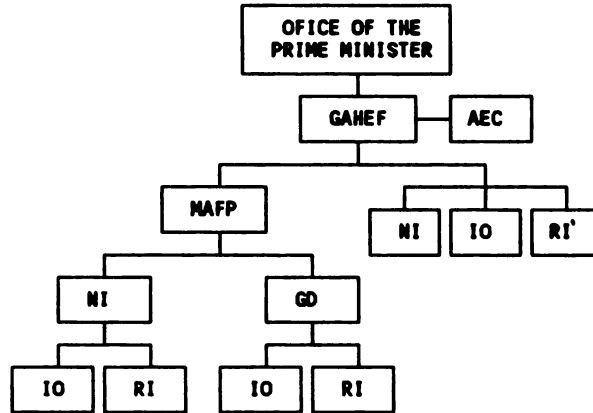 OFICE OF THE
PRIME MINISTER
GAHEF
AEC
MAFP
NI
IO
RI'
NI
GD
IO
RI
IO
RI